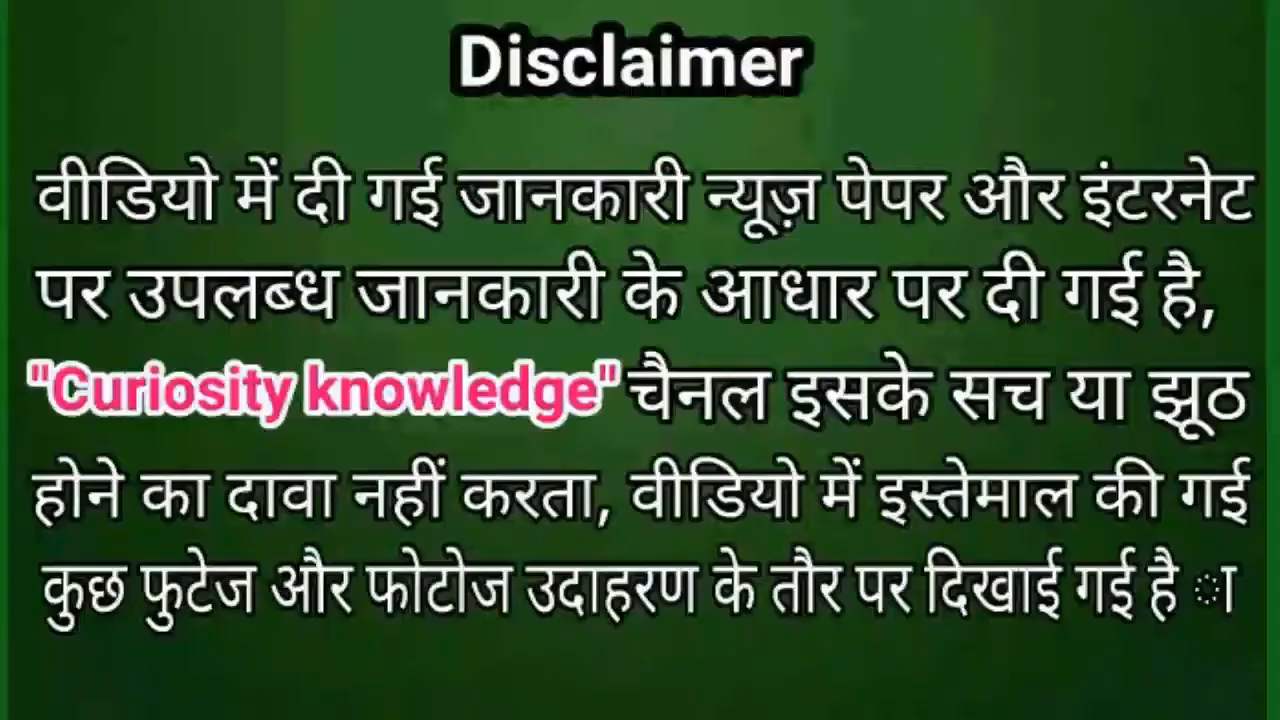 Disclaimer
वीडियो में दी गई जानकारी न्यूज़ पेपर और इंटरनेट
पर उपलब्ध जानकारी के आधार पर दी गई है,
"Curiosity knowledge" चैनल इसके सच या झूठ
होने का दावा नहीं करता, वीडियो में इस्तेमाल की गई
कुछ फुटेज और फोटोज उदाहरण के तौर पर दिखाई गई है ा